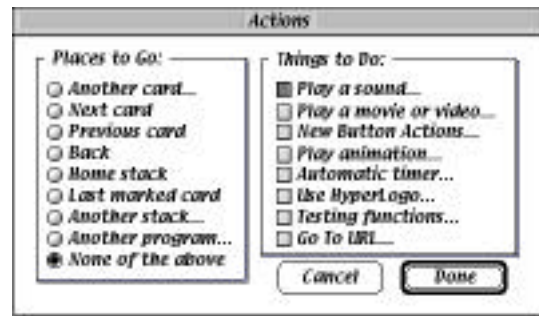 Actions
Places to Go:
Another card...
Next card
Previous card
Back
Home stack
Last marked card
Another stack...
Another program...
None of the above
Things to Do:
Play a sound...
Play a movie or video...
New Button Actions...
Play animation...
Automatic timer...
Use HyperLogo...
Testing functions...
Go To URL...
Cancel
Done